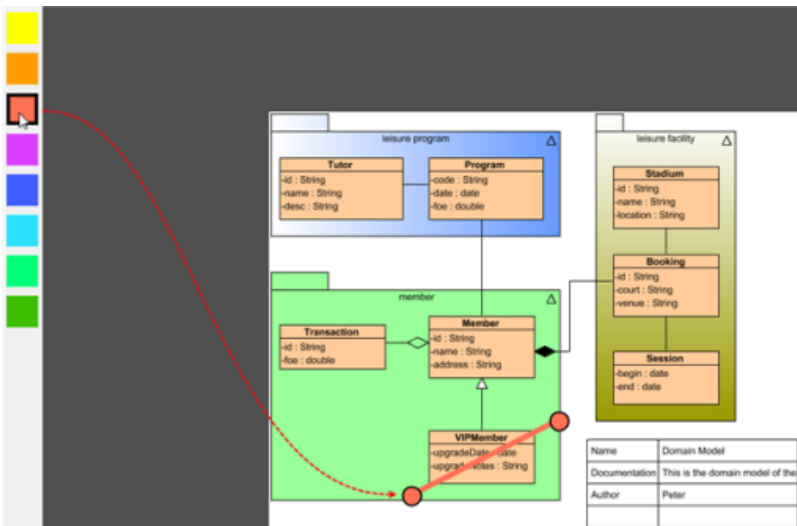 leisure program
Tutor
-id : String
-name : String
-desc : String
Program
-code : String
-date : date
-foe : double
leisure facility
Stadium
-id : String
-name : String
-location : String
Booking
-id : String
-court : String
-venue : String
Session
-begin : date
-end : date
member
Transaction
-id : String
-foe : double
Member
-id : String
-name : String
-address : String
VIPMember
-upgradeDate : date
: String
Name Domain Model
Documentation This is the domain model of the
Author Peter